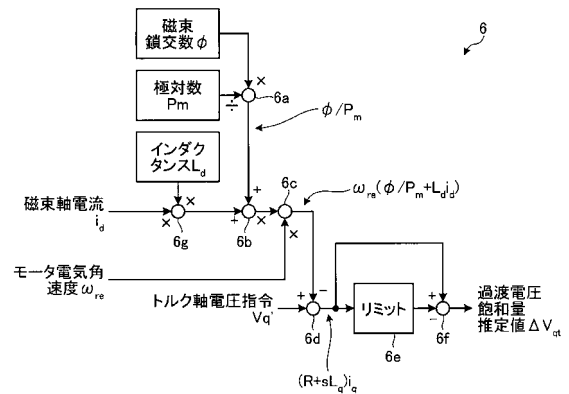 磁束
鎖交数φ
6
極対数
Pm
×
÷
6a
φ/Pm
インダク
タンスLd
+
6c
ωre(φ/Pm+Ldid)
磁束軸電流
id
×
×
6g
+
6b
×
×
モータ電気角
速度ωre
トルク軸電圧指令
Vq'
+
−
6d
リミット
6e
+
−
6f
過渡電圧
飽和量
推定値ΔVqt
(R+sLq)iq